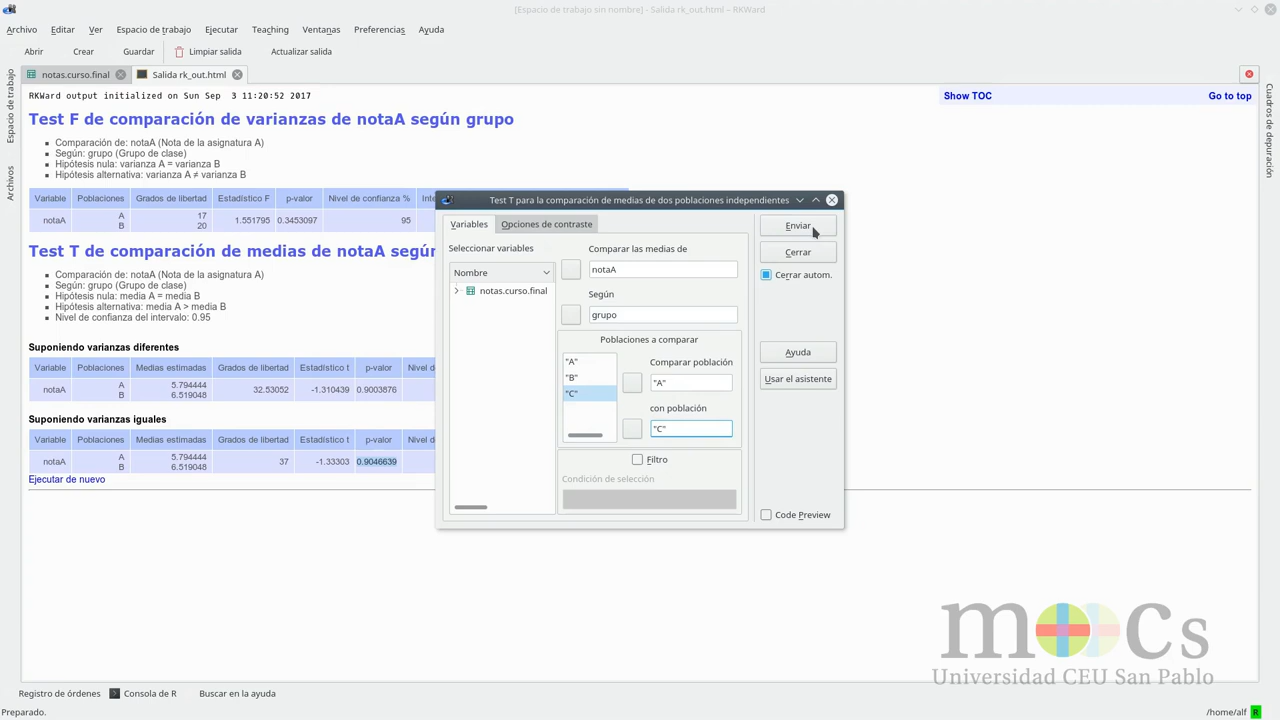 [Espacio de trabajo sin nombre] - Salida rk_out.html – RKWard
Archivo Editar Ver Espacio de trabajo Ejecutar Teaching Ventanas Preferencias Ayuda
Abrir Crear Guardar Limpiar salida Actualizar salida
notas.curso.final Salida rk_out.html
Espacio de trabajo
Archivos
Cuadros de depuración
RKWard output initialized on Sun Sep 3 11:20:52 2017
Show TOC Go to top
Test F de comparación de varianzas de notaA según grupo
Comparación de: notaA (Nota de la asignatura A)
Según: grupo (Grupo de clase)
Hipótesis nula: varianza A = varianza B
Hipótesis alternativa: varianza A ≠ varianza B
Variable Poblaciones Grados de libertad Estadístico F p-valor Nivel de confianza %
notaA A 17 1.551795 0.3453097 95
B 20
Test T de comparación de medias de notaA según
Comparación de: notaA (Nota de la asignatura A)
Según: grupo (Grupo de clase)
Hipótesis nula: media A = media B
Hipótesis alternativa: media A > media B
Nivel de confianza del intervalo: 0.95
Suponiendo varianzas diferentes
Variable Poblaciones Medias estimadas Grados de libertad Estadístico t p-valor Nivel d
notaA A 5.794444 32.53052 -1.310439 0.9003876
B 6.519048
Suponiendo varianzas iguales
Variable Poblaciones Medias estimadas Grados de libertad Estadístico t p-valor Nivel d
notaA A 5.794444 37 -1.33303 0.9046639
B 6.519048
Ejecutar de nuevo
Test T para la comparación de medias de dos poblaciones independientes
Variables Opciones de contraste
Seleccionar variables
Nombre
notas.curso.final
Comparar las medias de
notaA
Según
grupo
Poblaciones a comparar
"A"
"B"
"C"
Comparar población
"A"
con población
"C"
Filtro
Condición de selección
Enviar
Cerrar
Cerrar autom.
Ayuda
Usar el asistente
Code Preview
mOOCs
Universidad CEU San Pablo
Registro de órdenes Consola de R Buscar en la ayuda
Preparado. /home/alf R